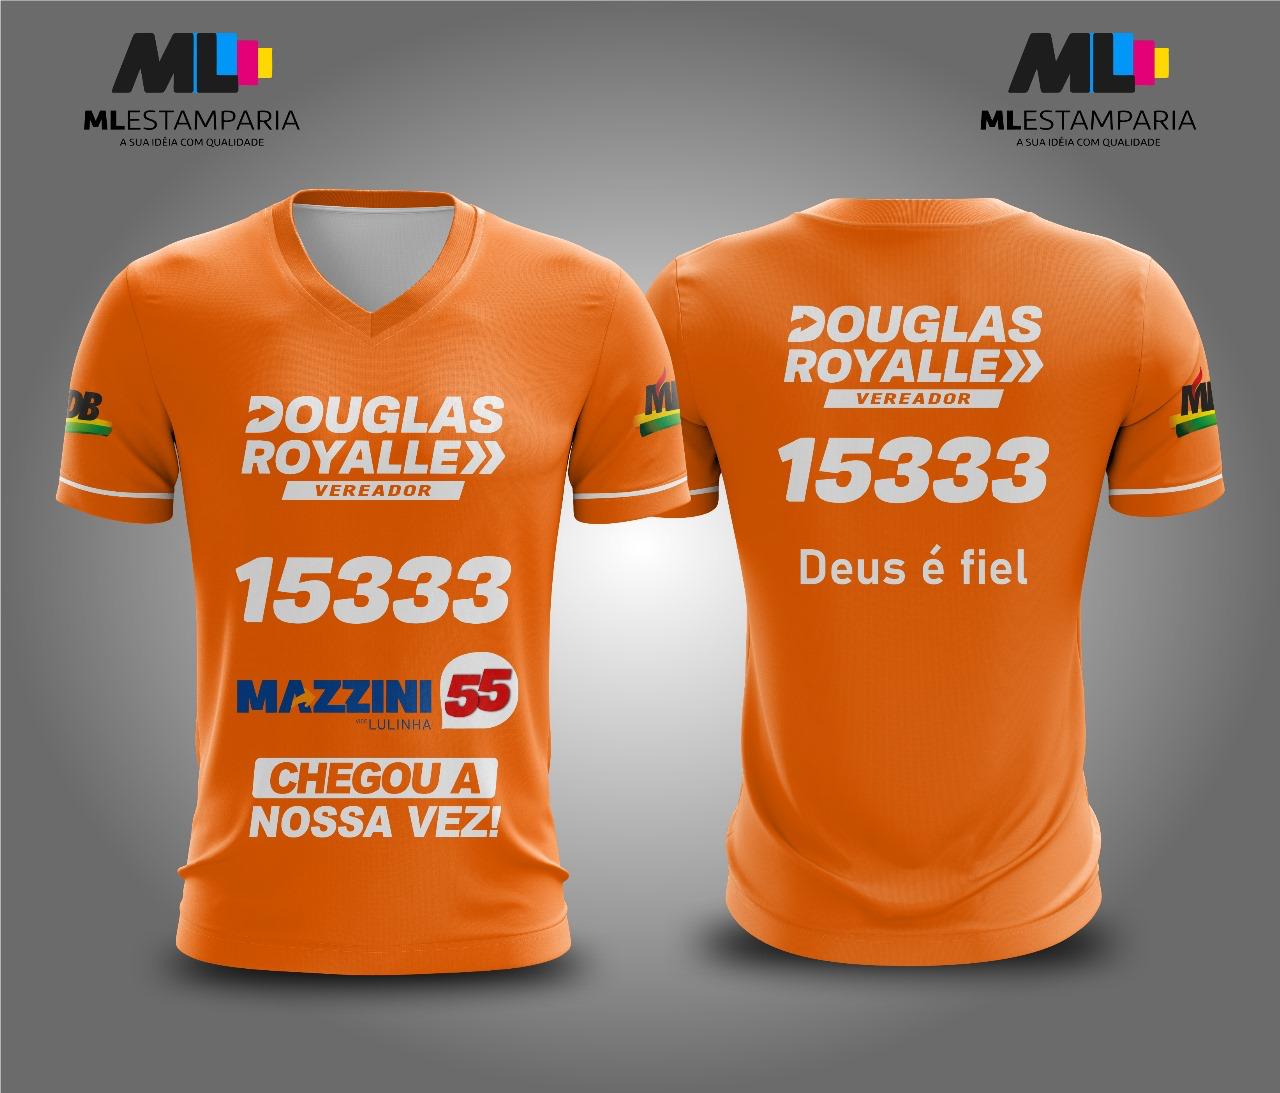 ML
MLESTAMPARIA
A SUA IDÉIA COM QUALIDADE
ML
MLESTAMPARIA
A SUA IDÉIA COM QUALIDADE
DOUGLAS
ROYALLE
VEREADOR
15333
MAZZINI 55
VICE LULINHA
CHEGOU A
NOSSA VEZ!
DOUGLAS
ROYALLE
VEREADOR
15333
Deus é fiel